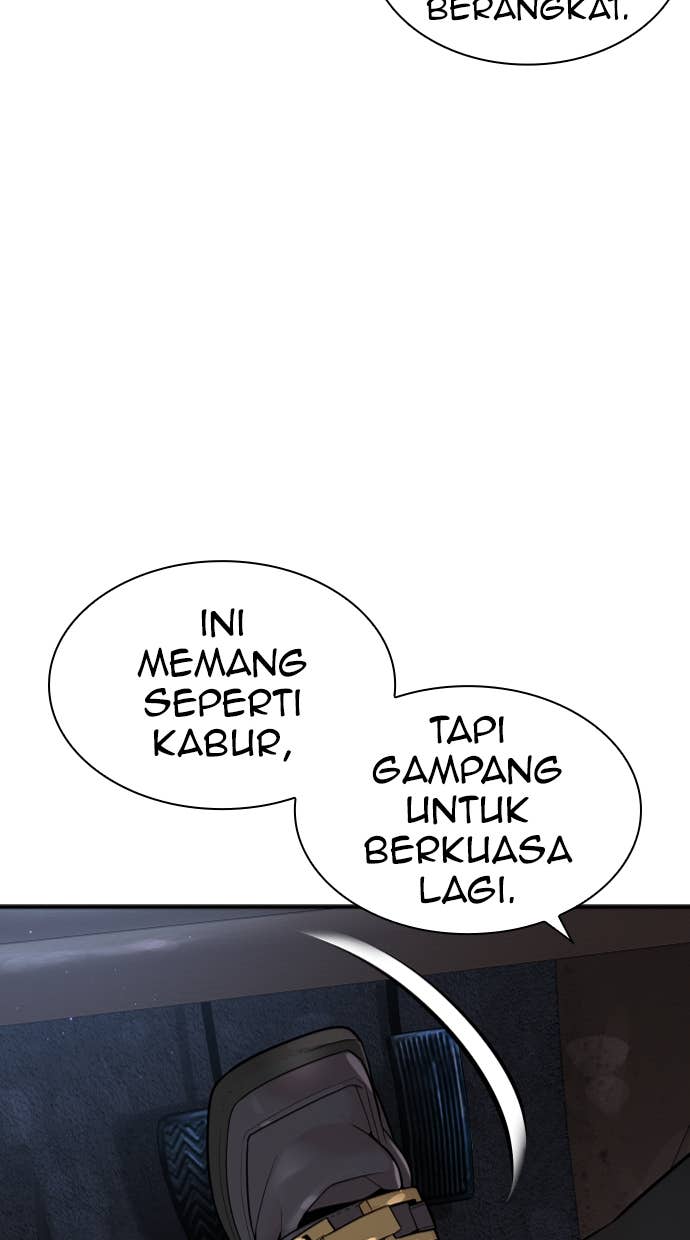 BERANGKAT.
INI
MEMANG
SEPERTI
KABUR,
TAPI
GAMPANG
UNTUK
BERKUASA
LAGI.